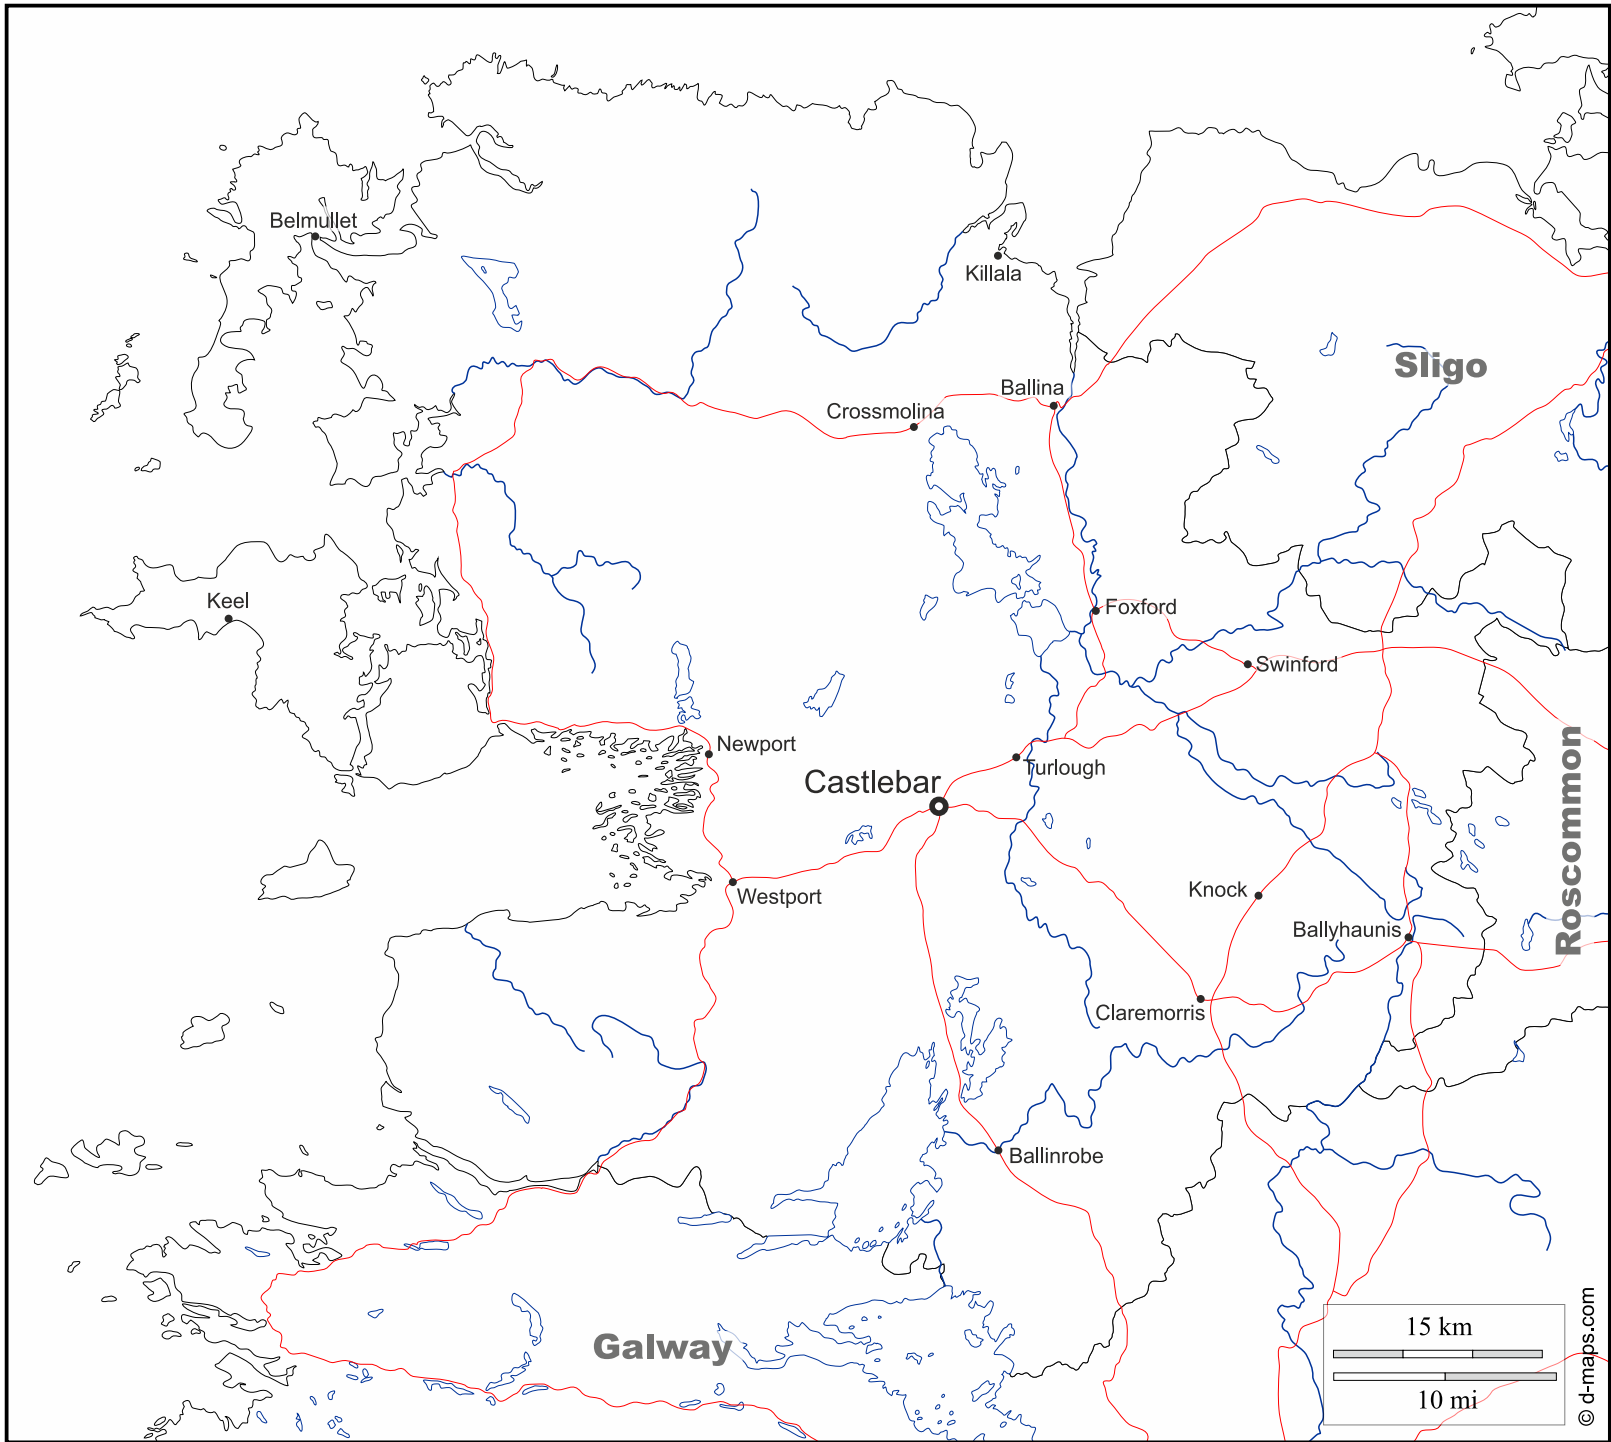 Belmullet
Killala
Sligo
Ballina
Crossmolina
Keel
Foxford
Swinford
Newport
Turlough
Castlebar
Roscommon
Knock
Westport
Ballyhaunis
Claremorris
Ballinrobe
Galway
15 km
10 mi
© d-maps.com